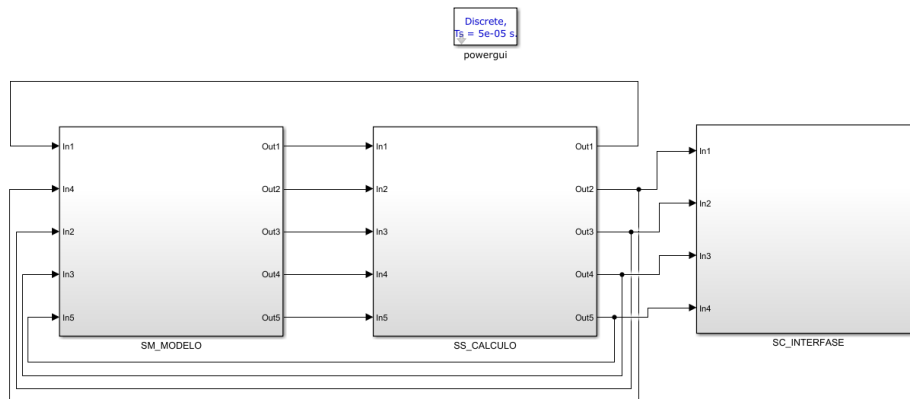 Discrete,
Ts = 5e-05 s.
powergui
In1
In4
In2
In3
In5
Out1
Out2
Out3
Out4
Out5
SM_MODELO
In1
In2
In3
In4
In5
Out1
Out2
Out3
Out4
Out5
SS_CALCULO
In1
In2
In3
In4
SC_INTERFASE